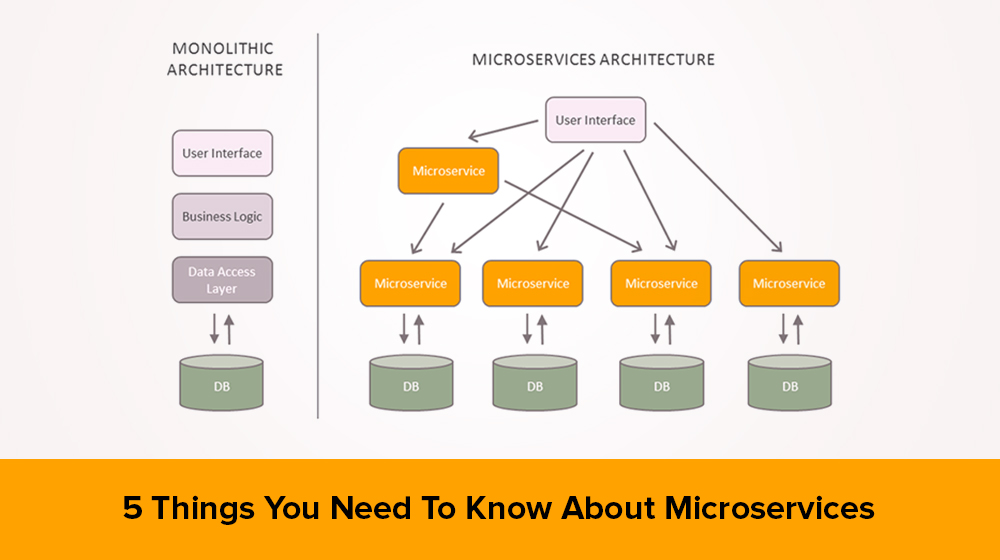 MONOLITHIC
ARCHITECTURE
User Interface
Business Logic
Data Access
Layer
DB
MICROSERVICES ARCHITECTURE
User Interface
Microservice
Microservice
Microservice
Microservice
Microservice
DB
DB
DB
DB
5 Things You Need To Know About Microservices